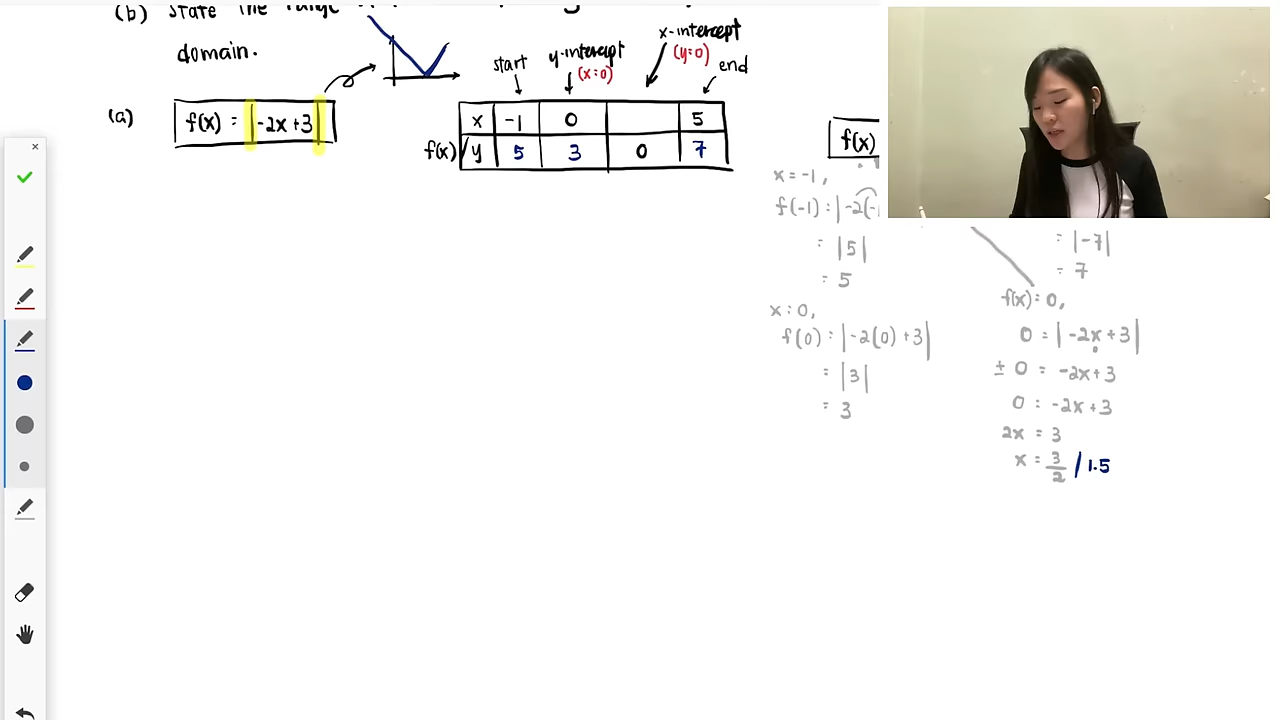 (b) State the range
domain.
start
y-intercept
(x=0)
x-intercept
(y=0)
end
(a) f(x) = |-2x+3|
x -1 0 5
f(x)/y 5 3 0 7
f(x)
x = -1,
f(-1) = |-2(-1
= |5|
= 5
x = 0,
f(0) = |-2(0)+3|
= |3|
= 3
= |-7|
= 7
f(x) = 0,
0 = |-2x+3|
± 0 = -2x+3
0 = -2x+3
2x = 3
x = 3/2 / 1.5